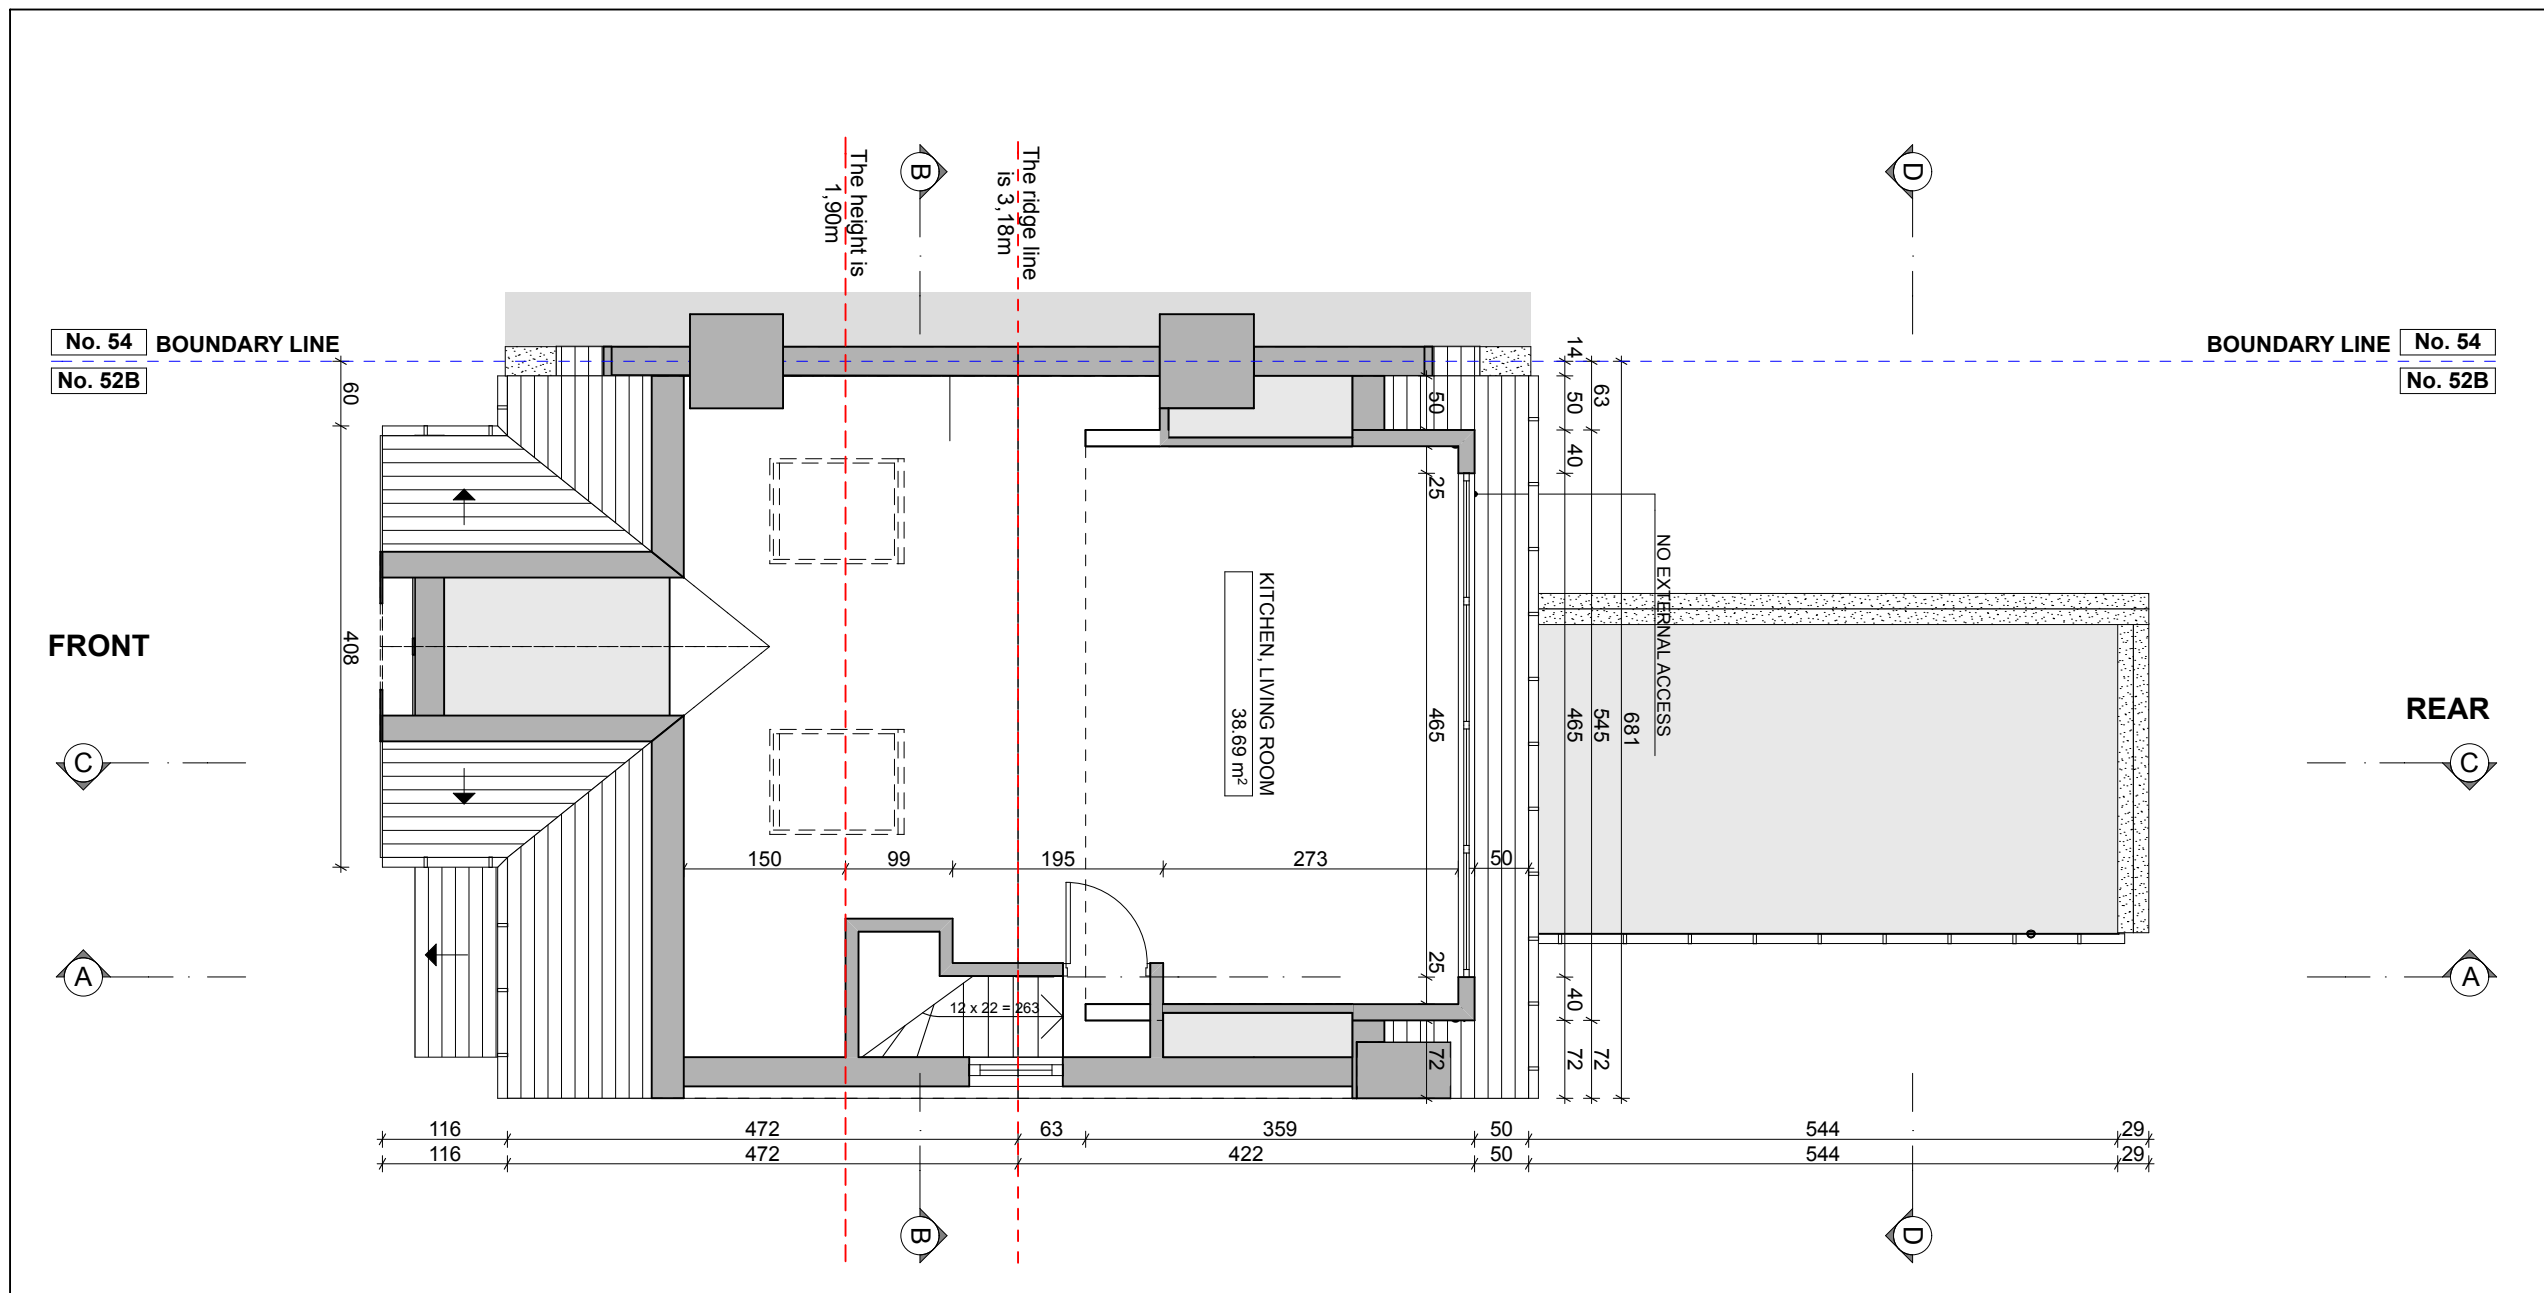 The height is
1,90m
B
The ridge line
is 3,18m
D
No. 54
BOUNDARY LINE
No. 52B
BOUNDARY LINE
No. 54
No. 52B
60
408
14
50
40
465
40
72
63
545
72
681
50
25
465
25
72
NO EXTERNAL ACCESS
KITCHEN, LIVING ROOM
38.69 m²
FRONT
REAR
C
C
150 99 195 273 50
A
A
12 x 22 = 263
116 472 63 359 50 544 29
116 472 422 50 544 29
B
D